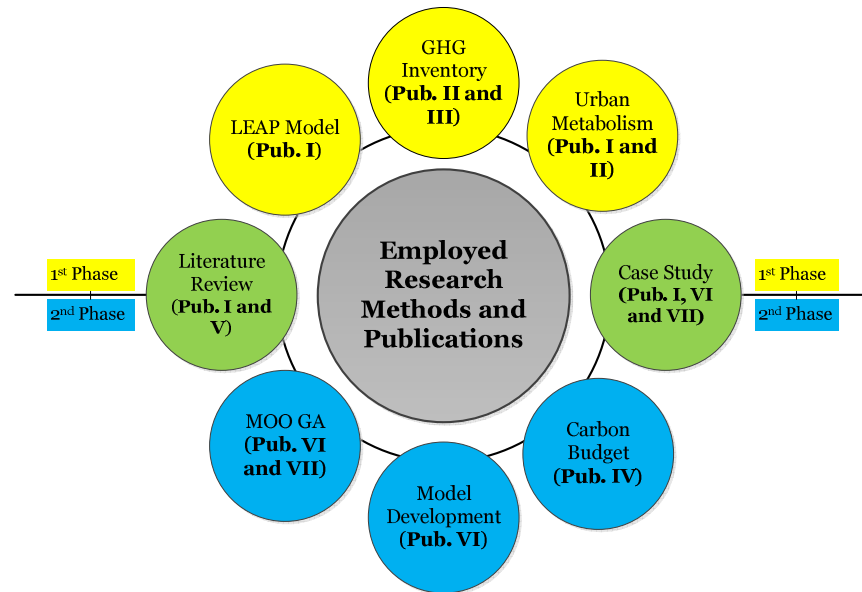 GHG
Inventory
(Pub. II and
III)
LEAP Model
(Pub. I)
Urban
Metabolism
(Pub. I and
II)
1st Phase
2nd Phase
Literature
Review
(Pub. I and
V)
Employed
Research
Methods and
Publications
Case Study
(Pub. I, VI
and VII)
1st Phase
2nd Phase
MOO GA
(Pub. VI
and VII)
Model
Development
(Pub. VI)
Carbon
Budget
(Pub. IV)